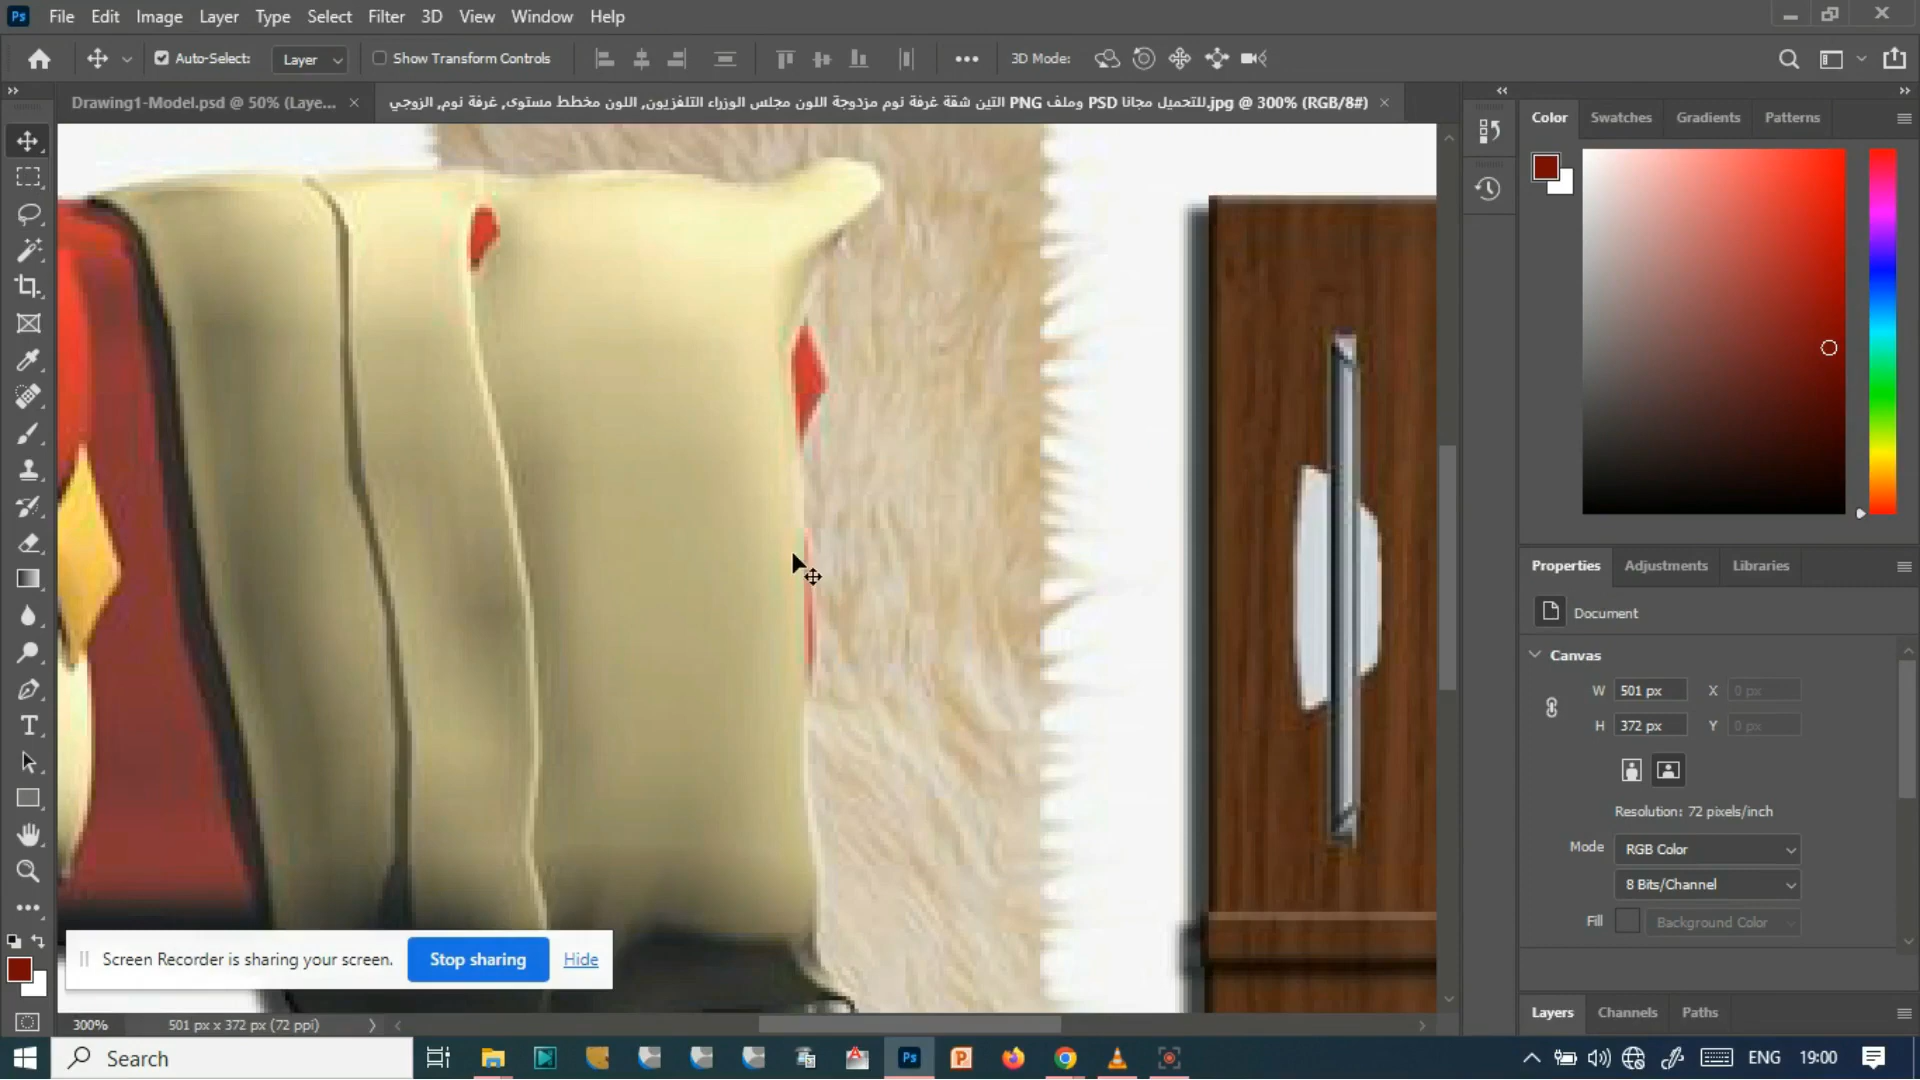 Ps File Edit Image Layer Type Select Filter 3D View Window Help
Auto-Select: Layer Show Transform Controls 3D Mode:
Drawing1-Model.psd @ 50% (Laye...
للتحميل مجانا PSD وملف PNG التين شقة غرفة نوم مزدوجة اللون مجلس الوزراء التلفزيون, اللون مخطط مستوى, غرفة نوم, الزوجي.jpg @ 300% (RGB/8#)
Color Swatches Gradients Patterns
Properties Adjustments Libraries
Document
Canvas
W 501 px X 0 px
H 372 px Y 0 px
Resolution: 72 pixels/inch
Mode RGB Color
8 Bits/Channel
Fill Background Color
Screen Recorder is sharing your screen. Stop sharing Hide
Layers Channels Paths
300% 501 px x 372 px (72 ppi)
Search Ps ENG 19:00